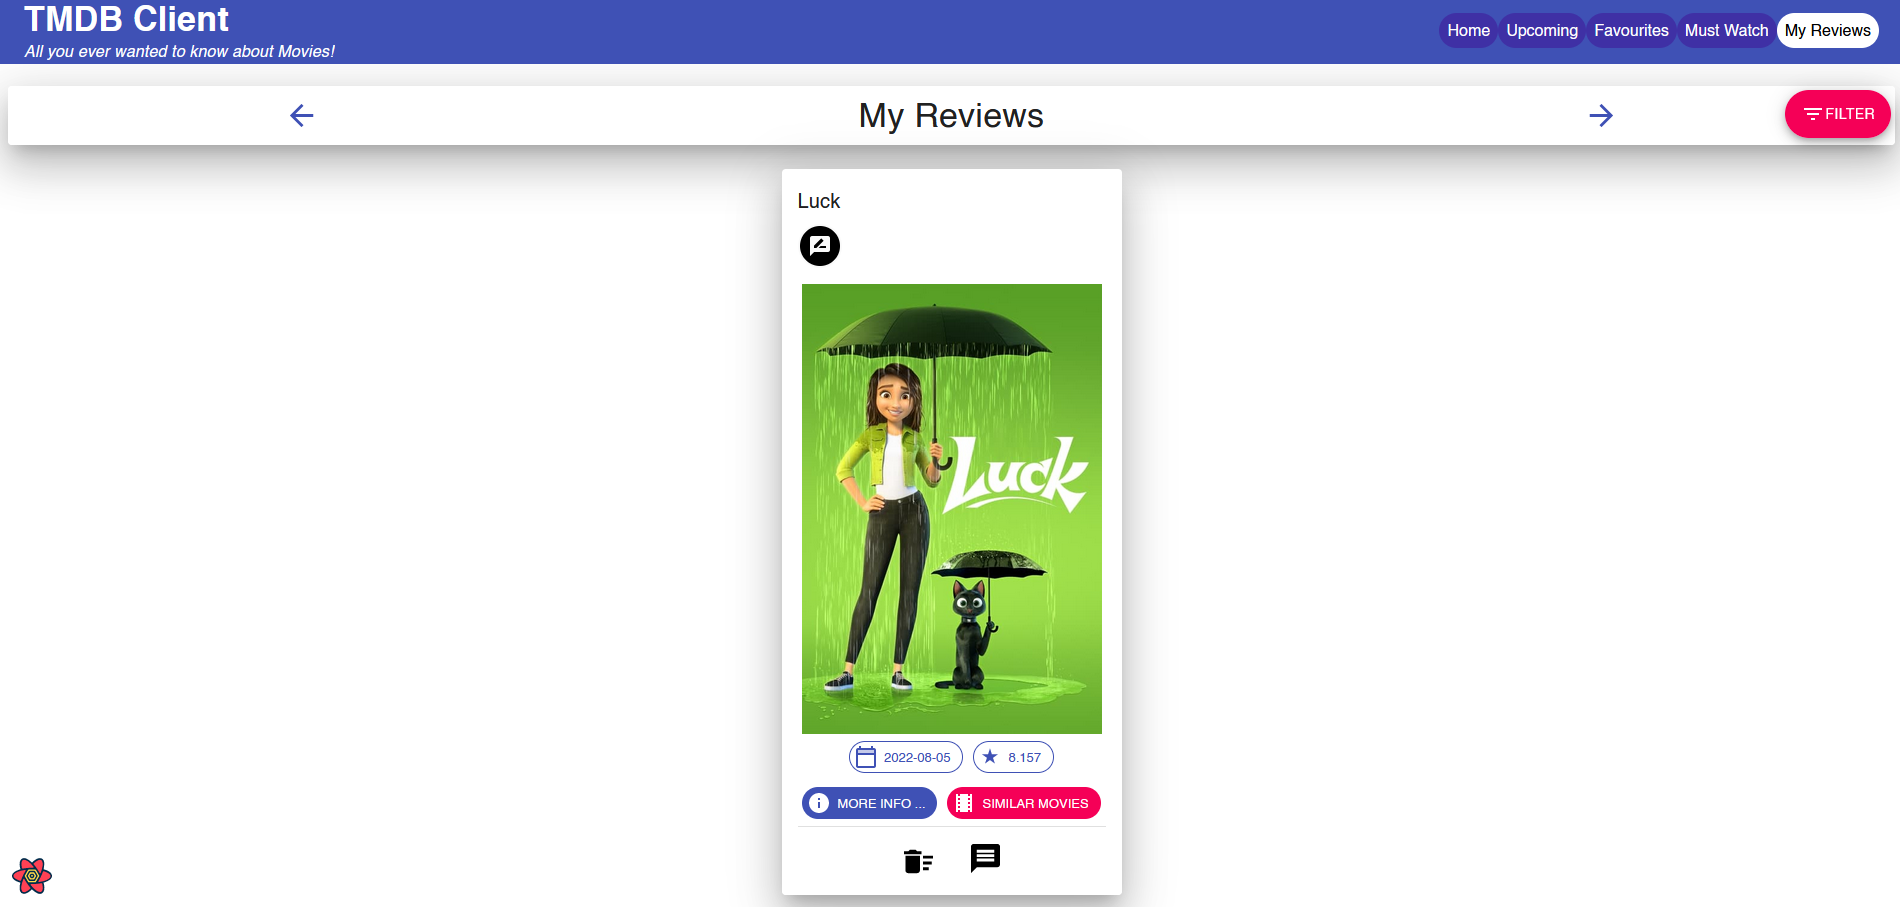 TMDB Client
All you ever wanted to know about Movies!
Home Upcoming Favourites Must Watch My Reviews
My Reviews
FILTER
Luck
Luck
2022-08-05 8.157
MORE INFO ... SIMILAR MOVIES